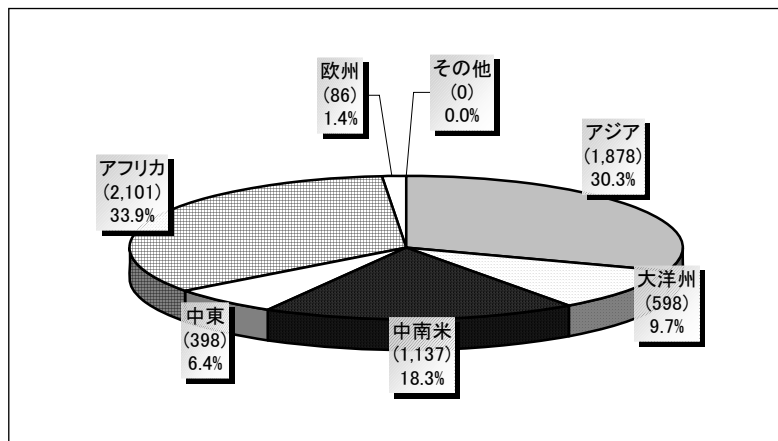 欧州
(86)
1.4%
その他
(0)
0.0%
アジア
(1,878)
30.3%
アフリカ
(2,101)
33.9%
大洋州
(598)
9.7%
中東
(398)
6.4%
中南米
(1,137)
18.3%